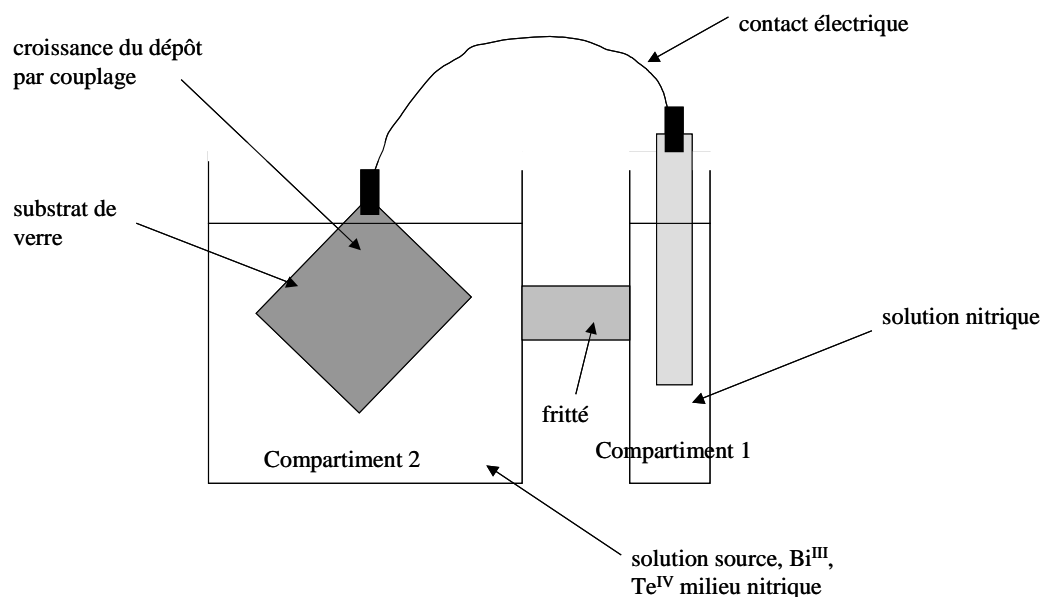 contact électrique
croissance du dépôt
par couplage
substrat de
verre
solution nitrique
fritté
Compartiment 1
Compartiment 2
solution source, Bi^III,
Te^IV milieu nitrique